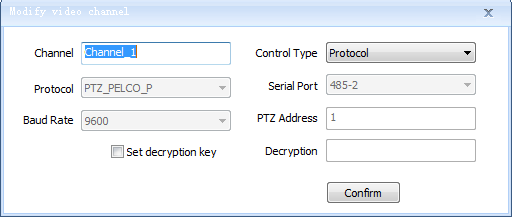 Modify video channel
Channel Channel_1 Control Type Protocol
Protocol PTZ_PELCO_P Serial Port 485-2
Baud Rate 9600 PTZ Address 1
Set decryption key Decryption
Confirm